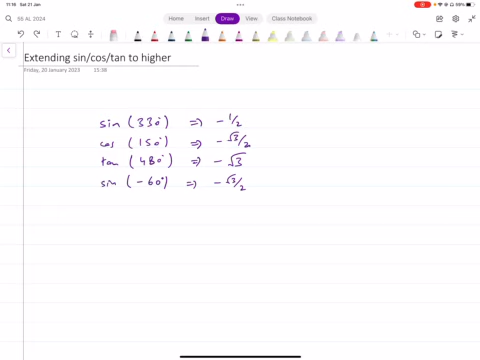 11:16 Sat 21 Jan
69%
SS AL 2024
Home Insert Draw View Class Notebook
Extending sin/cos/tan to higher
Friday, 20 January 2023 15:38
sin (330°) ⇒ -1/2
cos (150°) ⇒ -√3/2
tan (480°) ⇒ -√3
sin (-60°) ⇒ -√3/2